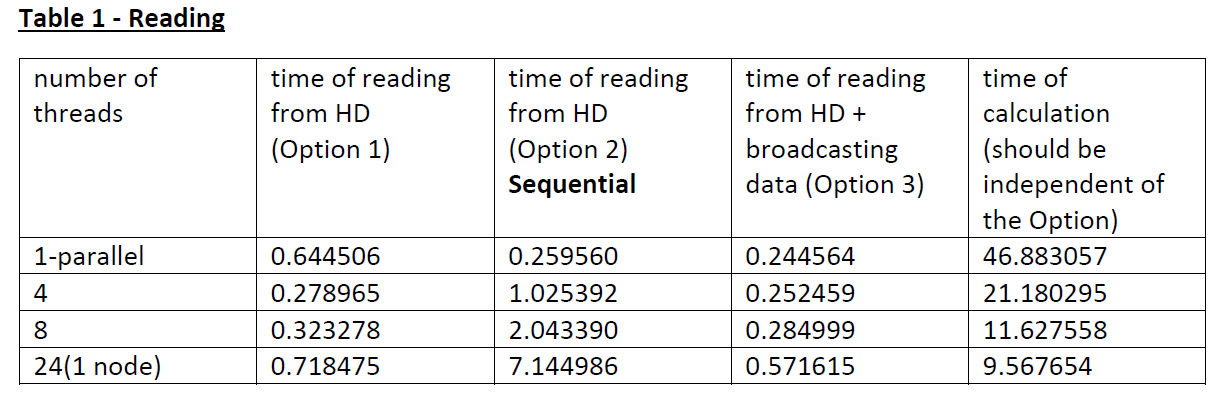 Table 1 - Reading
number of threads | time of reading from HD (Option 1) | time of reading from HD (Option 2) Sequential | time of reading from HD + broadcasting data (Option 3) | time of calculation (should be independent of the Option)
1-parallel | 0.644506 | 0.259560 | 0.244564 | 46.883057
4 | 0.278965 | 1.025392 | 0.252459 | 21.180295
8 | 0.323278 | 2.043390 | 0.284999 | 11.627558
24(1 node) | 0.718475 | 7.144986 | 0.571615 | 9.567654